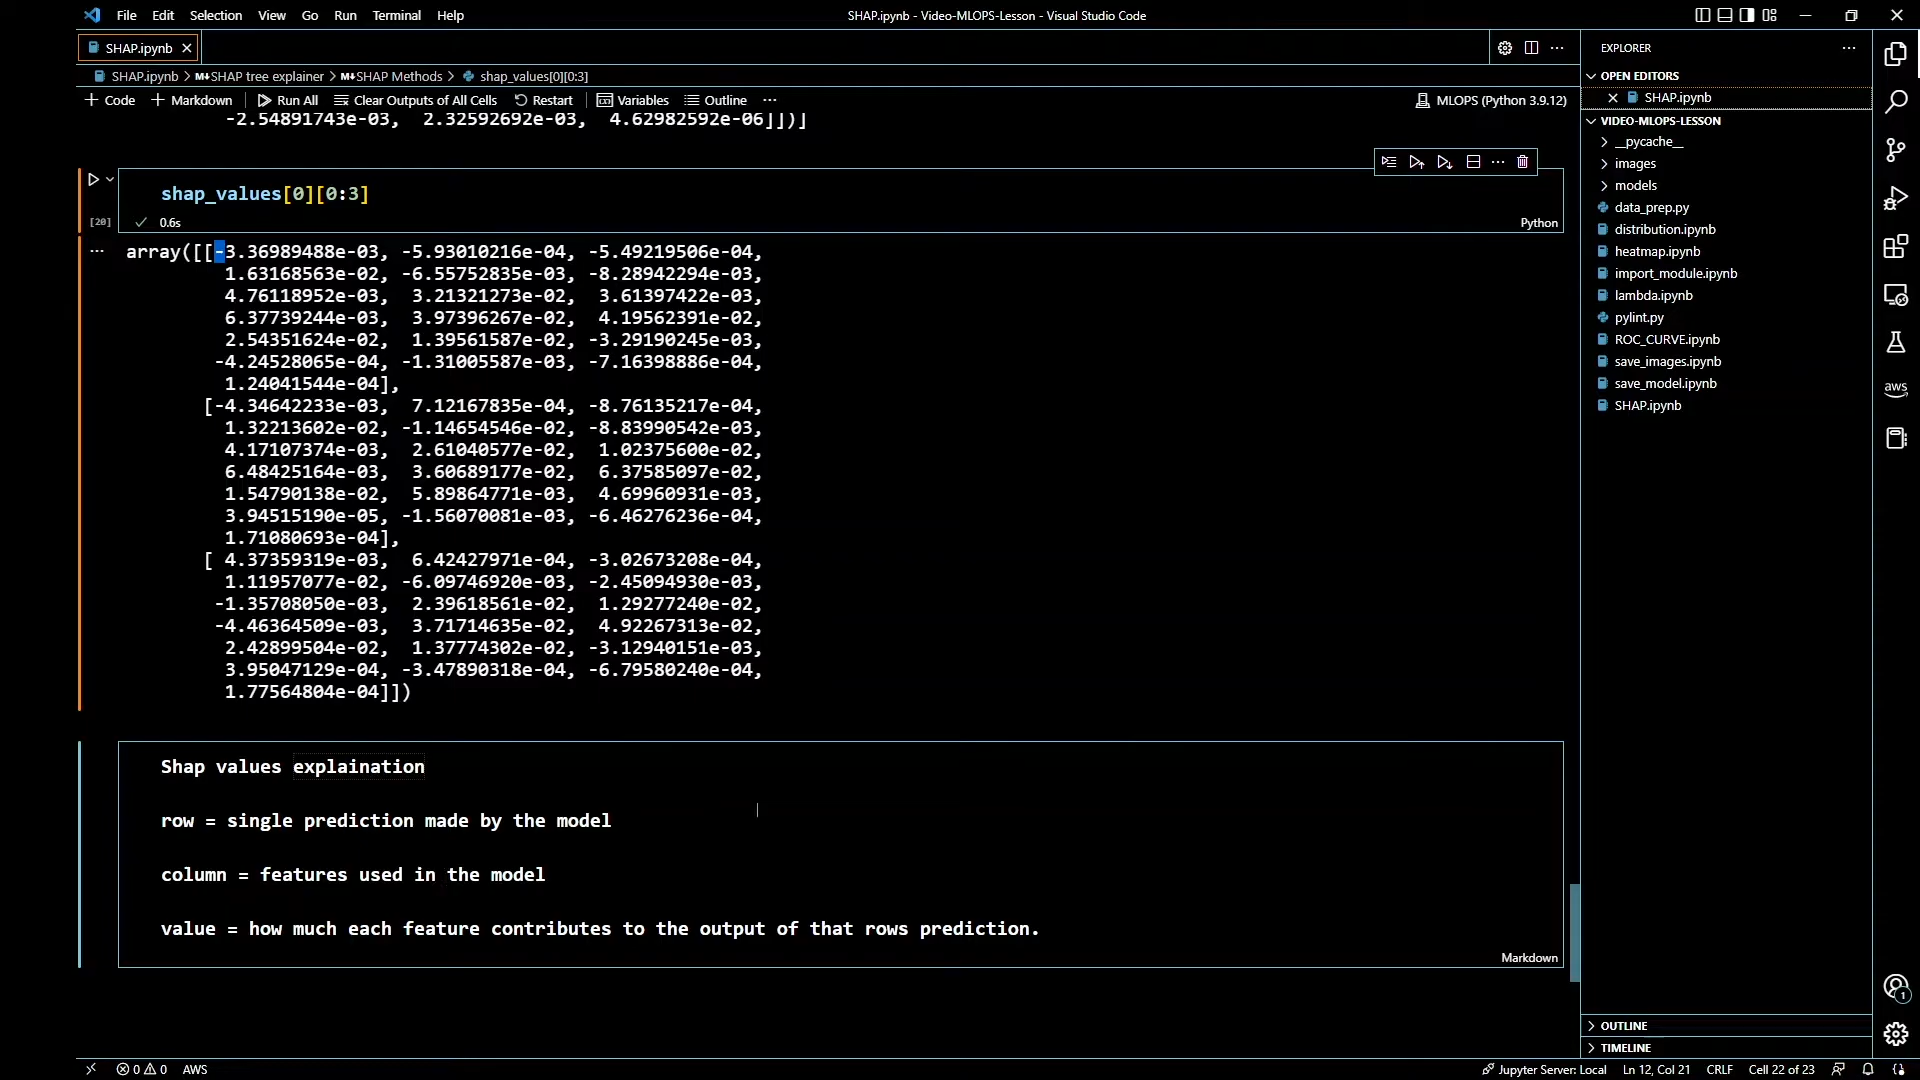 File Edit Selection View Go Run Terminal Help
SHAP.ipynb - Video-MLOPS-Lesson - Visual Studio Code
SHAP.ipynb
SHAP.ipynb > M↓SHAP tree explainer > M↓SHAP Methods > shap_values[0][0:3]
+ Code + Markdown | Run All Clear Outputs of All Cells Restart | Variables Outline ...
MLOPS (Python 3.9.12)
-2.54891743e-03, 2.32592692e-03, 4.62982592e-06]])]
shap_values[0][0:3]
[20] ✓ 0.6s
Python
... array([[-3.36989488e-03, -5.93010216e-04, -5.49219506e-04,
1.63168563e-02, -6.55752835e-03, -8.28942294e-03,
4.76118952e-03, 3.21321273e-02, 3.61397422e-03,
6.37739244e-03, 3.97396267e-02, 4.19562391e-02,
2.54351624e-02, 1.39561587e-02, -3.29190245e-03,
-4.24528065e-04, -1.31005587e-03, -7.16398886e-04,
1.24041544e-04],
[-4.34642233e-03, 7.12167835e-04, -8.76135217e-04,
1.32213602e-02, -1.14654546e-02, -8.83990542e-03,
4.17107374e-03, 2.61040577e-02, 1.02375600e-02,
6.48425164e-03, 3.60689177e-02, 6.37585097e-02,
1.54790138e-02, 5.89864771e-03, 4.69960931e-03,
3.94515190e-05, -1.56070081e-03, -6.46276236e-04,
1.71080693e-04],
[ 4.37359319e-03, 6.42427971e-04, -3.02673208e-04,
1.11957077e-02, -6.09746920e-03, -2.45094930e-03,
-1.35708050e-03, 2.39618561e-02, 1.29277240e-02,
-4.46364509e-03, 3.71714635e-02, 4.92267313e-02,
2.42899504e-02, 1.37774302e-02, -3.12940151e-03,
3.95047129e-04, -3.47890318e-04, -6.79580240e-04,
1.77564804e-04]])
Shap values explaination
row = single prediction made by the model
column = features used in the model
value = how much each feature contributes to the output of that rows prediction.
Markdown
EXPLORER
OPEN EDITORS
SHAP.ipynb
VIDEO-MLOPS-LESSON
__pycache__
images
models
data_prep.py
distribution.ipynb
heatmap.ipynb
import_module.ipynb
lambda.ipynb
pylint.py
ROC_CURVE.ipynb
save_images.ipynb
save_model.ipynb
SHAP.ipynb
OUTLINE
TIMELINE
aws
1
0 0 AWS
Jupyter Server: Local Ln 12, Col 21 CRLF Cell 22 of 23